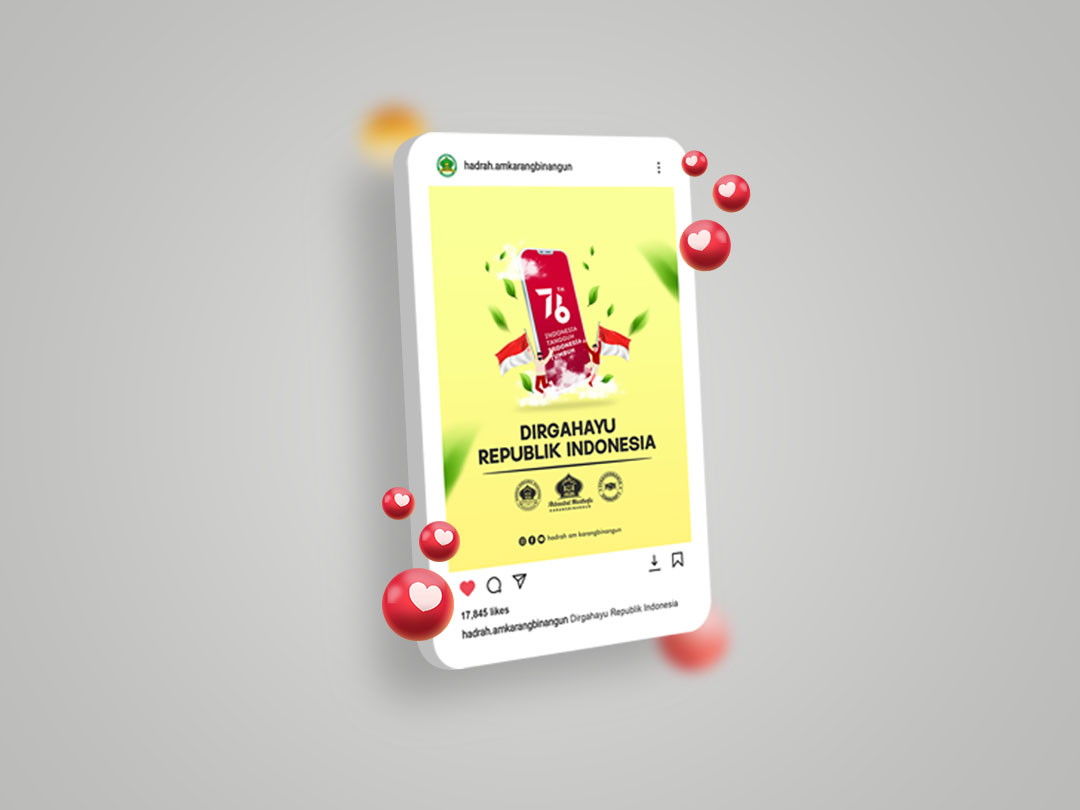 hadrah.amkarangbinangun
76
TH
INDONESIA
TANGGUH
INDONESIA
TUMBUH
DIRGAHAYU
REPUBLIK INDONESIA
KARANGBINANGUN
hadrah am karangbinangun
17,845 likes
hadrah.amkarangbinangun Dirgahayu Republik Indonesia